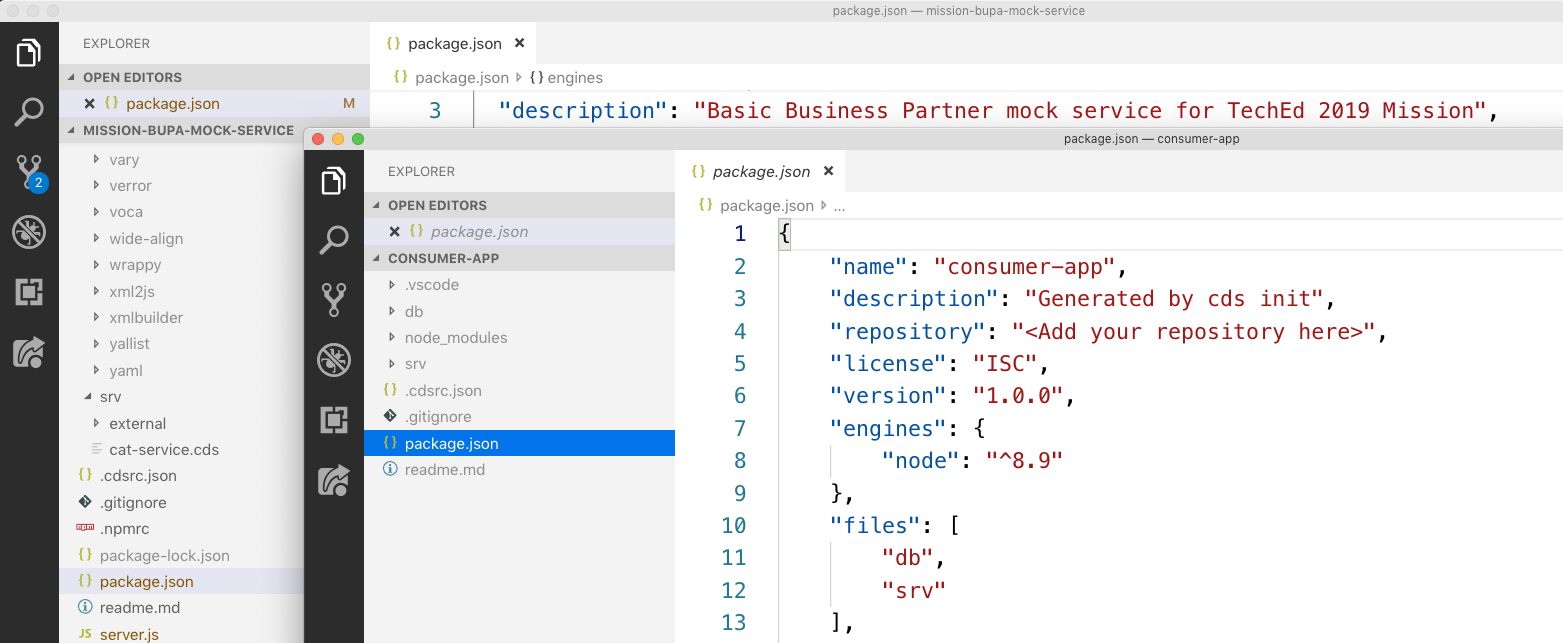 package.json — mission-bupa-mock-service
EXPLORER
OPEN EDITORS
package.json M
MISSION-BUPA-MOCK-SERVICE
vary
verror
voca
wide-align
wrappy
xml2js
xmlbuilder
yallist
yaml
srv
external
cat-service.cds
.cdsrc.json
.gitignore
npm .npmrc
package-lock.json
package.json
readme.md
JS server.js
2
package.json
package.json {} engines
3 "description": "Basic Business Partner mock service for TechEd 2019 Mission",
package.json — consumer-app
EXPLORER
OPEN EDITORS
package.json
CONSUMER-APP
.vscode
db
node_modules
srv
.cdsrc.json
.gitignore
package.json
readme.md
package.json
package.json ...
1 {
2 "name": "consumer-app",
3 "description": "Generated by cds init",
4 "repository": "<Add your repository here>",
5 "license": "ISC",
6 "version": "1.0.0",
7 "engines": {
8 "node": "^8.9"
9 },
10 "files": [
11 "db",
12 "srv"
13 ],